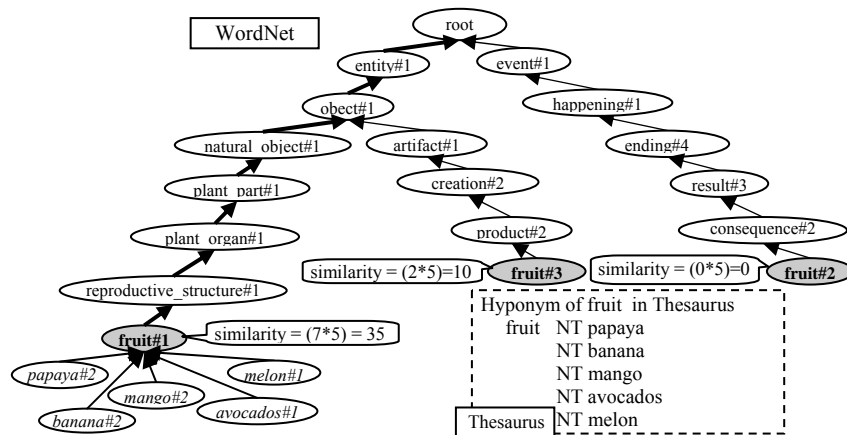 root
WordNet
entity#1
event#1
obect#1
happening#1
natural_object#1
artifact#1
ending#4
plant_part#1
creation#2
result#3
plant_organ#1
product#2
consequence#2
similarity = (2*5)=10
fruit#3
similarity = (0*5)=0
fruit#2
reproductive_structure#1
fruit#1
similarity = (7*5) = 35
papaya#2
melon#1
mango#2
banana#2
avocados#1
Hyponym of fruit in Thesaurus
fruit NT papaya
NT banana
NT mango
NT avocados
NT melon
Thesaurus